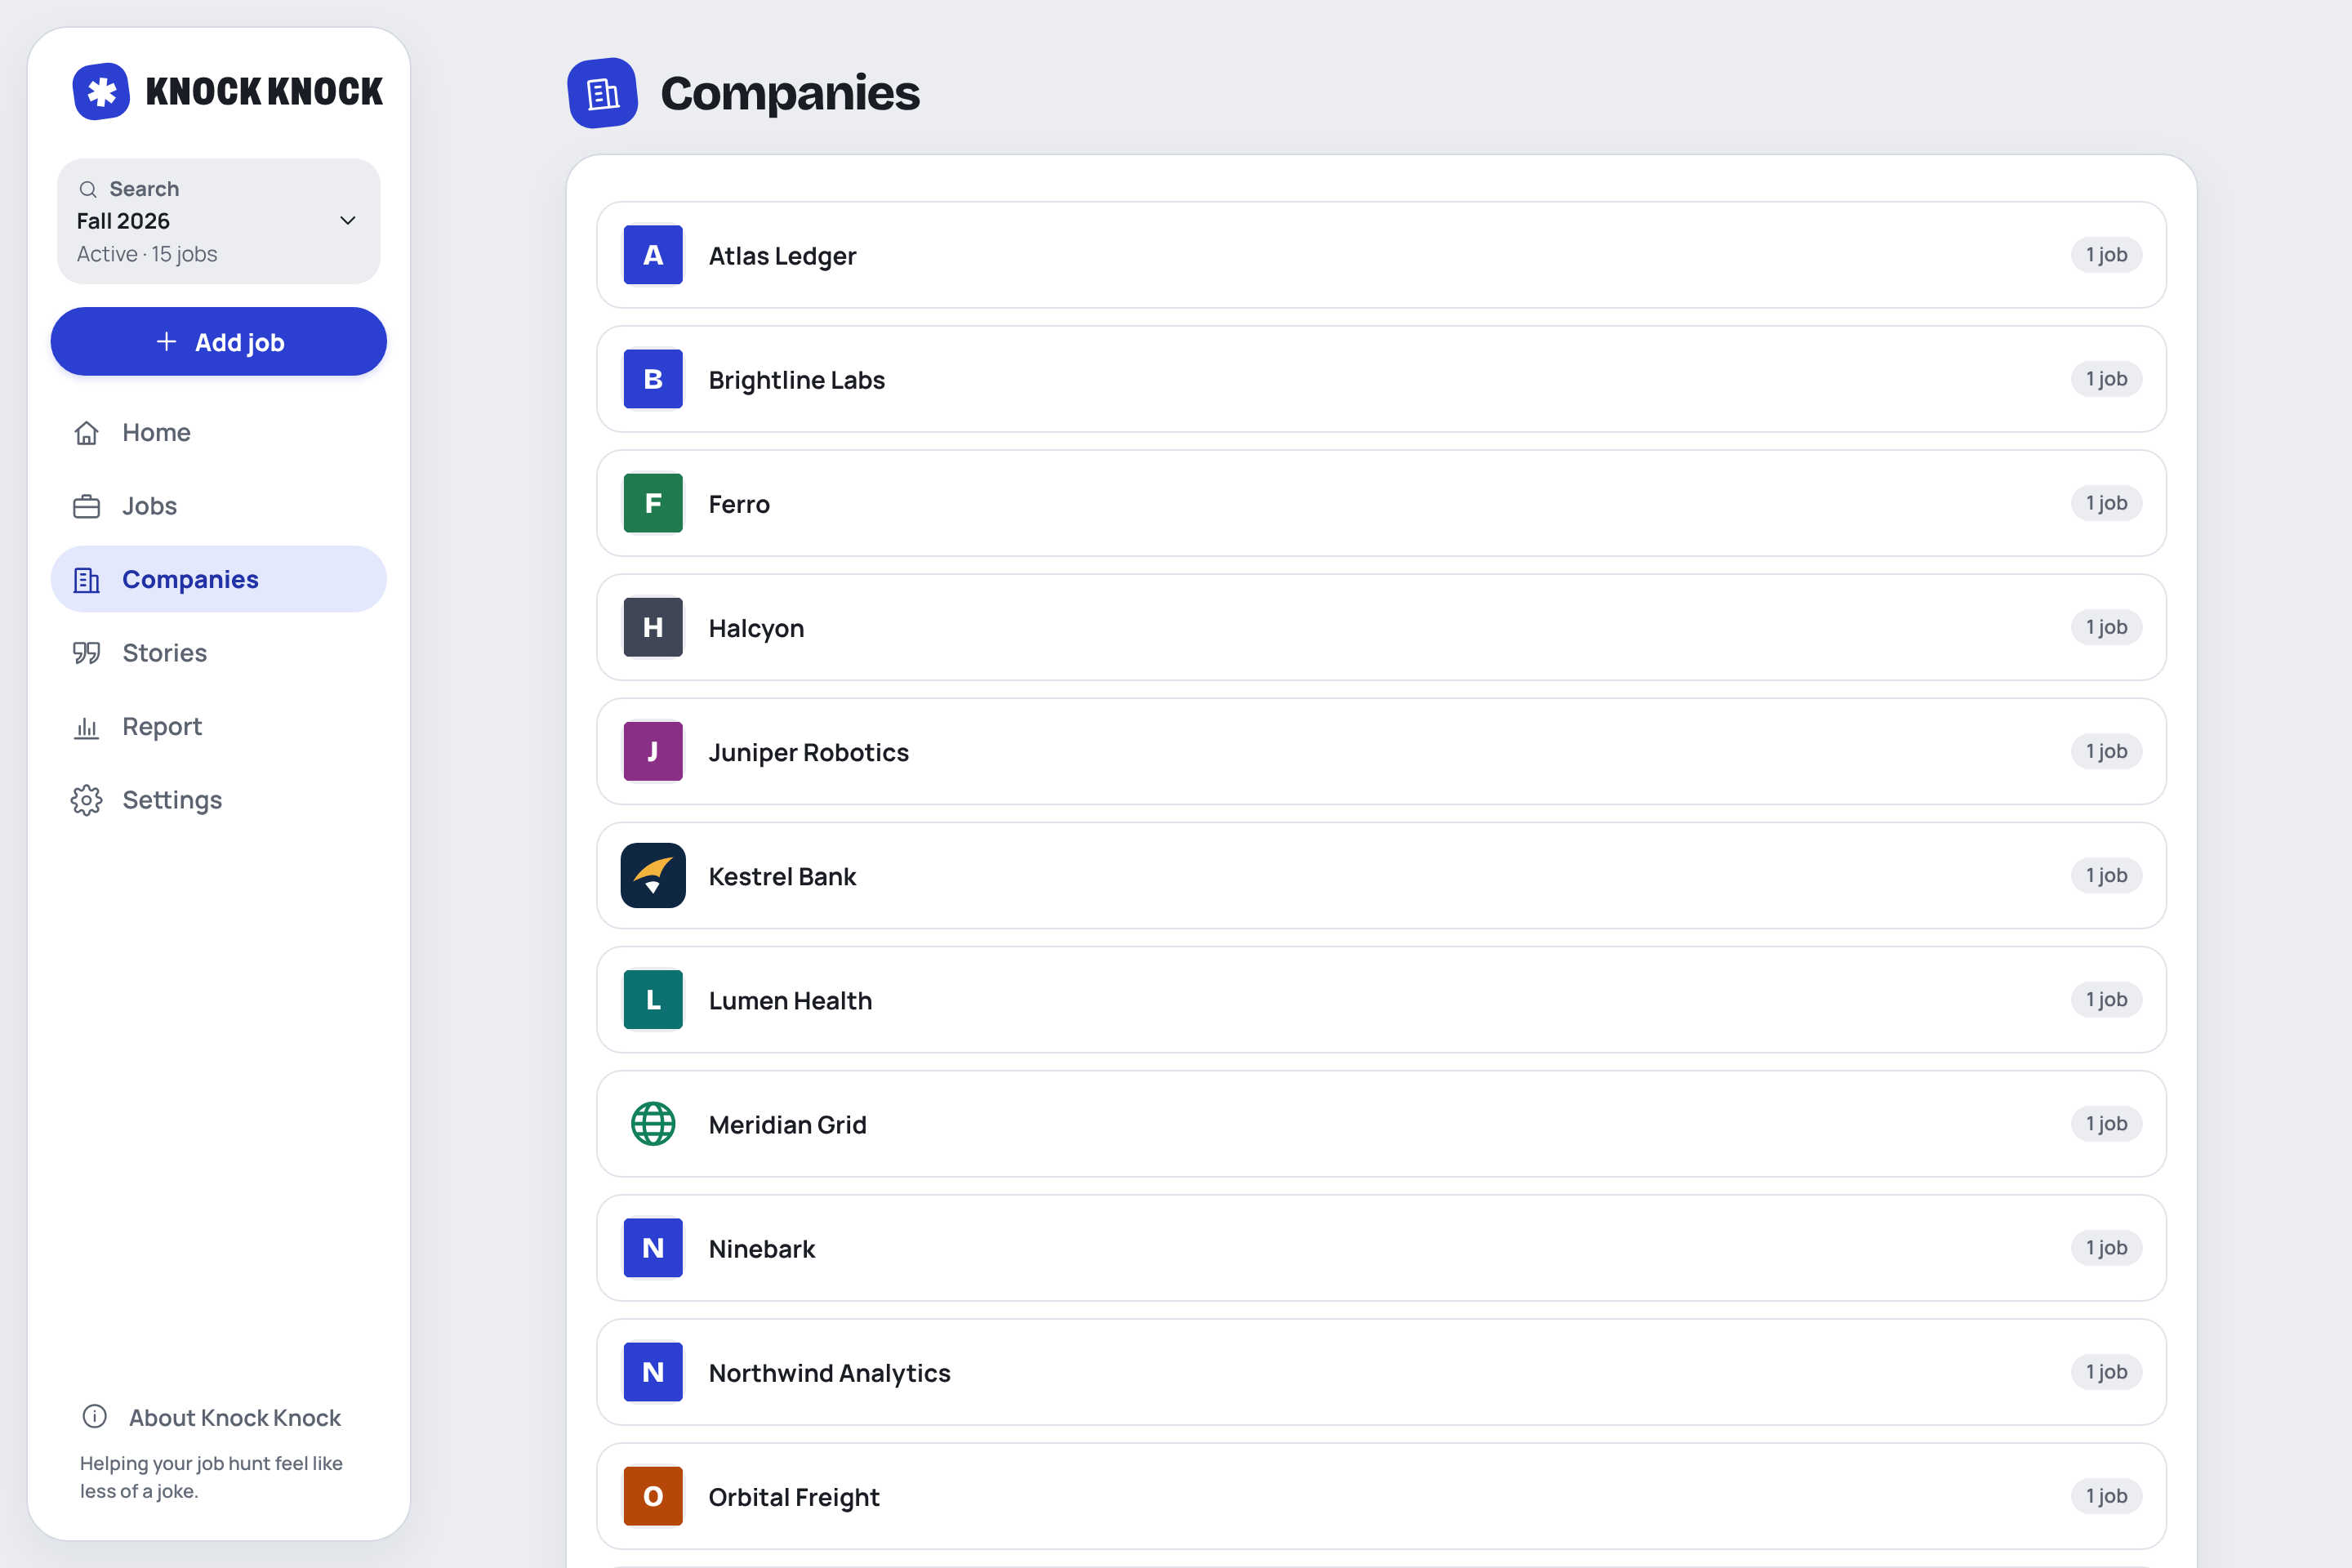 KNOCK KNOCK
Search
Fall 2026
Active · 15 jobs
Add job
Home
Jobs
Companies
Stories
Report
Settings
About Knock Knock
Helping your job hunt feel like
less of a joke.
Companies
A Atlas Ledger 1 job
B Brightline Labs 1 job
F Ferro 1 job
H Halcyon 1 job
J Juniper Robotics 1 job
Kestrel Bank 1 job
L Lumen Health 1 job
Meridian Grid 1 job
N Ninebark 1 job
N Northwind Analytics 1 job
O Orbital Freight 1 job